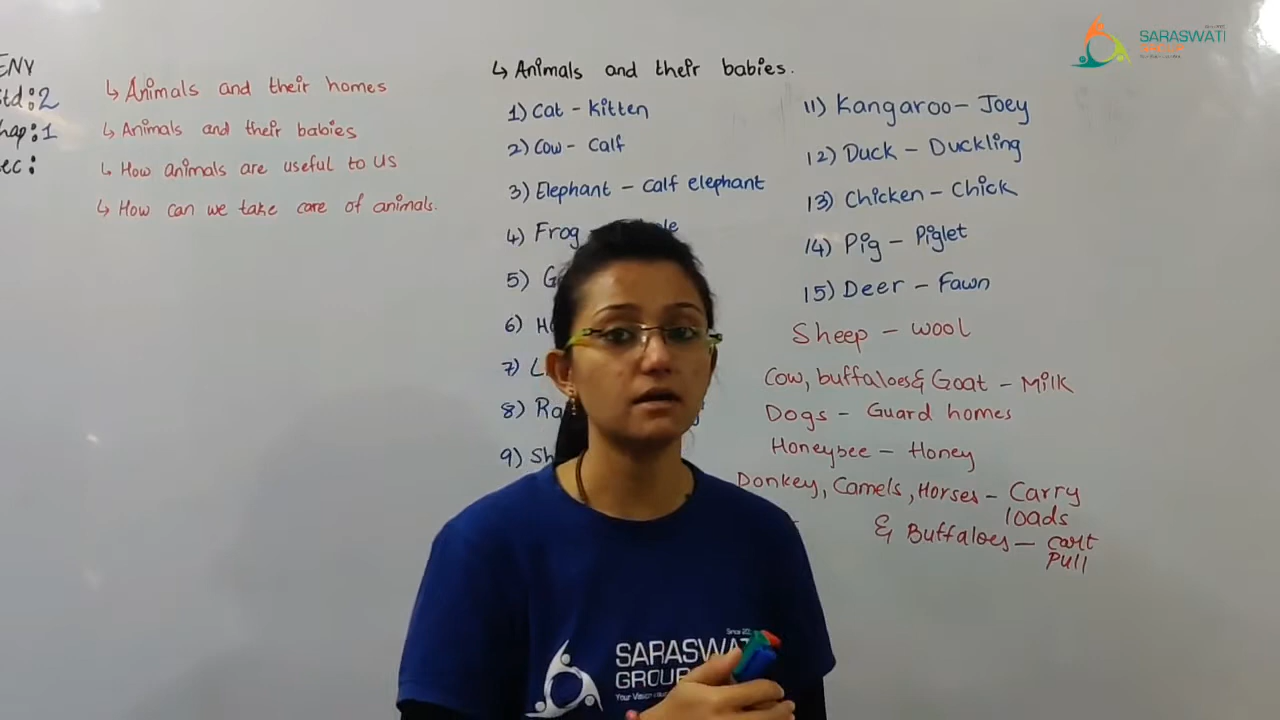 ENV
Std:2
Chap:1
Sec:
↳ Animals and their homes
↳ Animals and their babies
↳ How animals are useful to us
↳ How can we take care of animals.
↳ Animals and their babies.
1) Cat - Kitten
2) Cow - Calf
3) Elephant - Calf elephant
4) Frog -
5)
6)
7)
8)
9)
11) Kangaroo - Joey
12) Duck - Duckling
13) Chicken - Chick
14) Pig - Piglet
15) Deer - Fawn
Sheep - wool
Cow, buffaloes & Goat - Milk
Dogs - Guard homes
Honeybee - Honey
Donkey, Camels, Horses - Carry
loads
& Buffaloes - cart
Pull
SARASWATI
GROUP
SARASWATI
GROUP